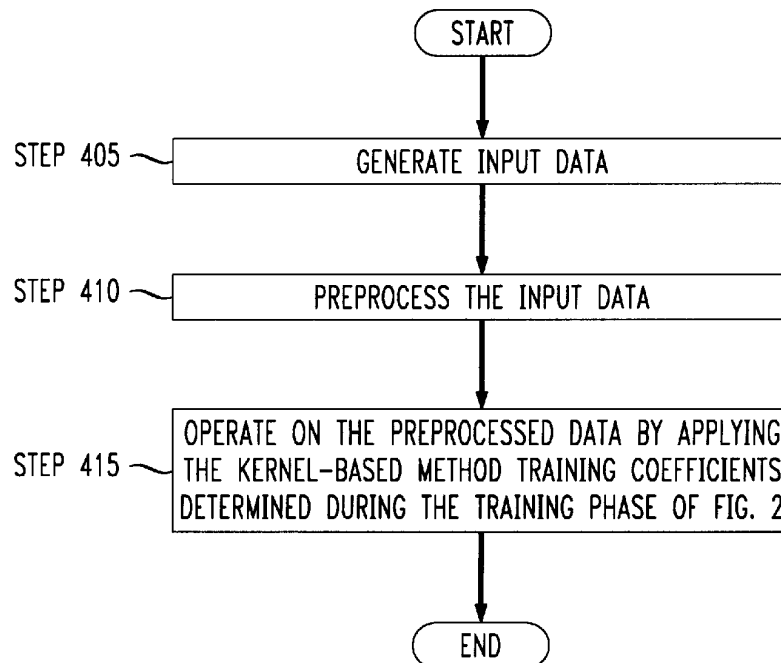 START
STEP 405
GENERATE INPUT DATA
STEP 410
PREPROCESS THE INPUT DATA
STEP 415
OPERATE ON THE PREPROCESSED DATA BY APPLYING
THE KERNEL-BASED METHOD TRAINING COEFFICIENTS
DETERMINED DURING THE TRAINING PHASE OF FIG. 2
END